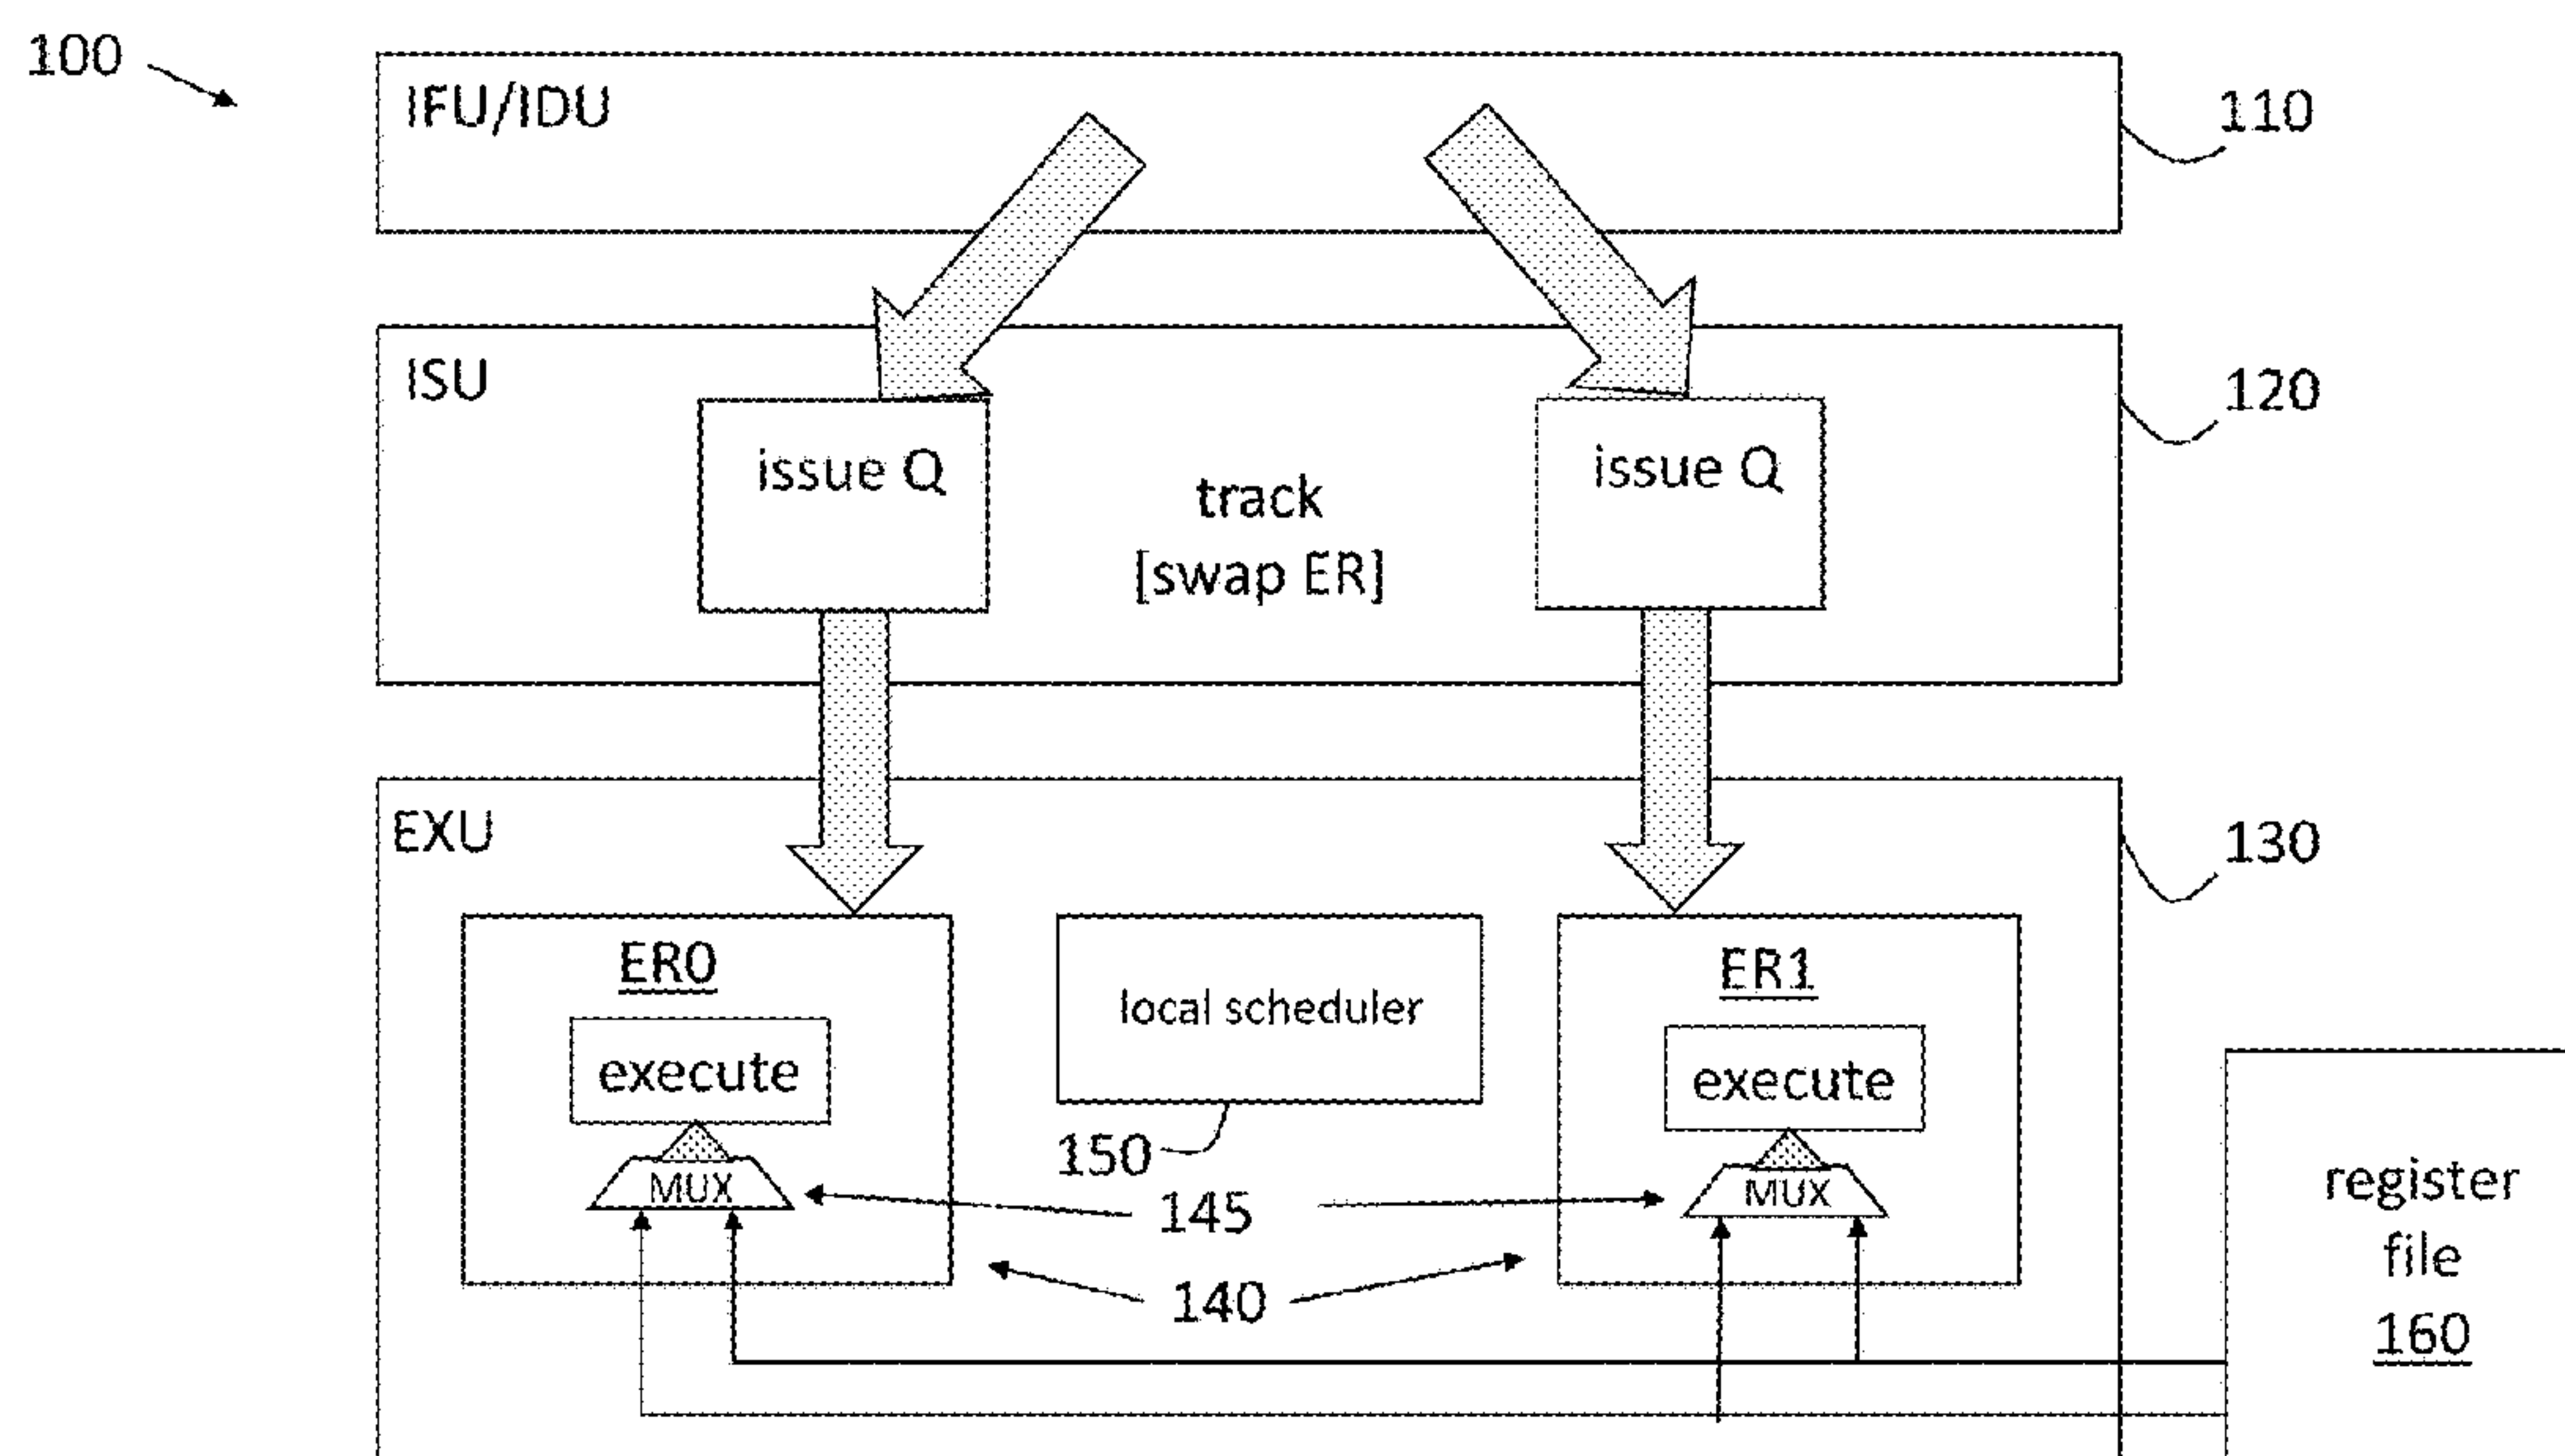 100
IFU/IDU
110
ISU
120
issue Q
issue Q
track
[swap ER]
EXU
130
ER0
ER1
local scheduler
execute
execute
150
MUX
MUX
145
140
register
file
160